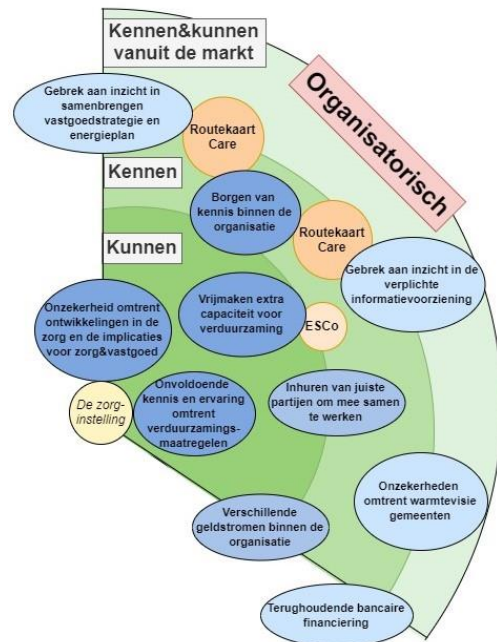 Kennen&kunnen
vanuit de markt
Organisatorisch
Gebrek aan inzicht in
samenbrengen
vastgoedstrategie en
energieplan
Routekaart
Care
Kennen
Borgen van
kennis binnen de
organisatie
Routekaart
Care
Kunnen
Gebrek aan inzicht in de
verplichte
informatievoorziening
Onzekerheid omtrent
ontwikkelingen in de
zorg en de implicaties
voor zorg&vastgoed
Vrijmaken extra
capaciteit voor
verduurzaming
ESCo
De zorg-
instelling
Onvoldoende
kennis en ervaring
omtrent
verduurzamings-
maatregelen
Inhuren van juiste
partijen om mee samen
te werken
Onzekerheden
omtrent warmtevisie
gemeenten
Verschillende
geldstromen binnen de
organisatie
Terughoudende bancaire
financiering